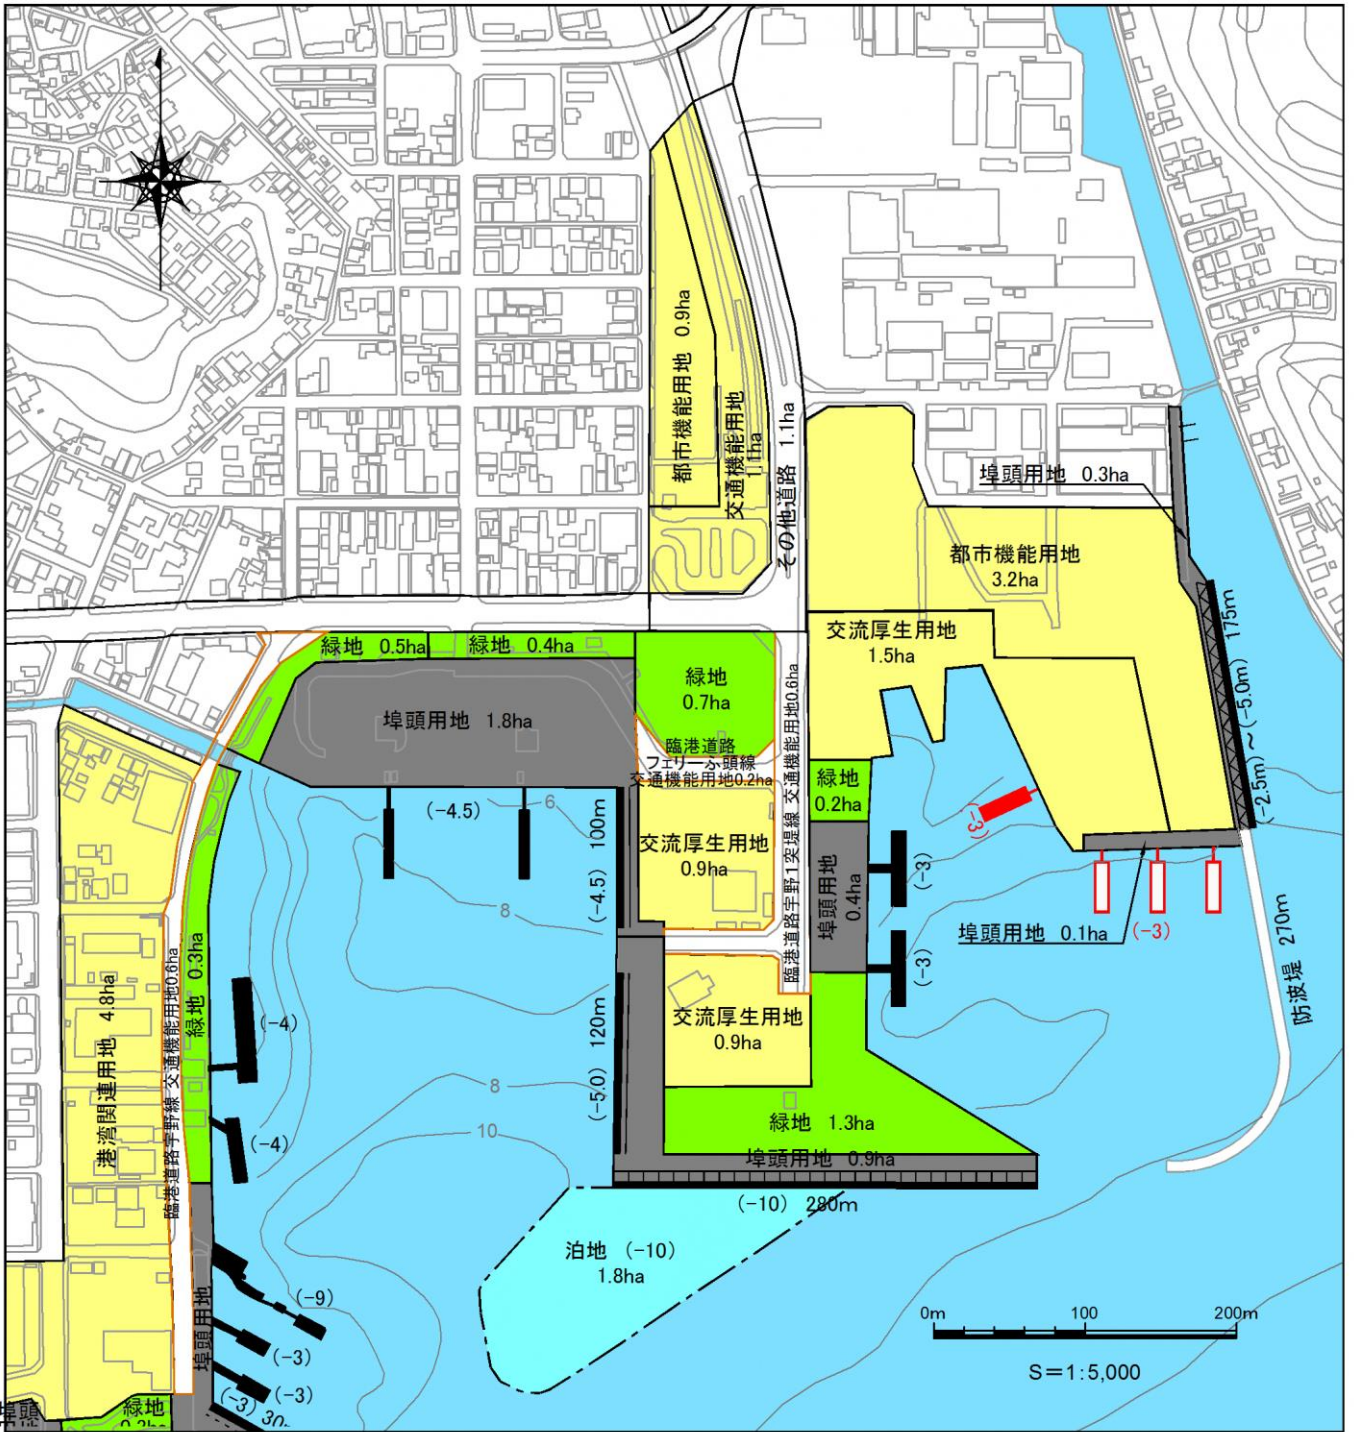 都市機能用地 0.9ha
交通機能用地
1.1ha
その他道路 1.1ha
埠頭用地 0.3ha
都市機能用地
3.2ha
(-2.5m)～(-5.0m) 175m
交流厚生用地
1.5ha
緑地 0.5ha
緑地 0.4ha
緑地
0.7ha
埠頭用地 1.8ha
臨港道路
フェリーふ頭線
交通機能用地0.2ha
臨港道路宇野1突堤線 交通機能用地0.6ha
緑地
0.2ha
(-3)
(-4.5)
6
(-4.5) 100m
交流厚生用地
0.9ha
埠頭用地
0.4ha
(-3)
(-3)
埠頭用地 0.1ha
(-3)
防波堤 270m
8
港湾関連用地 4.8ha
臨港道路宇野線 交通機能用地0.6ha
緑地 0.3ha
(-4)
(-4)
(-5.0) 120m
8
10
交流厚生用地
0.9ha
緑地 1.3ha
埠頭用地 0.9ha
(-10) 280m
泊地 (-10)
1.8ha
埠頭用地
(-9)
(-3)
(-3)
(-3) 30
0m 100 200m
S=1:5,000
埠頭
緑地
0.2ha